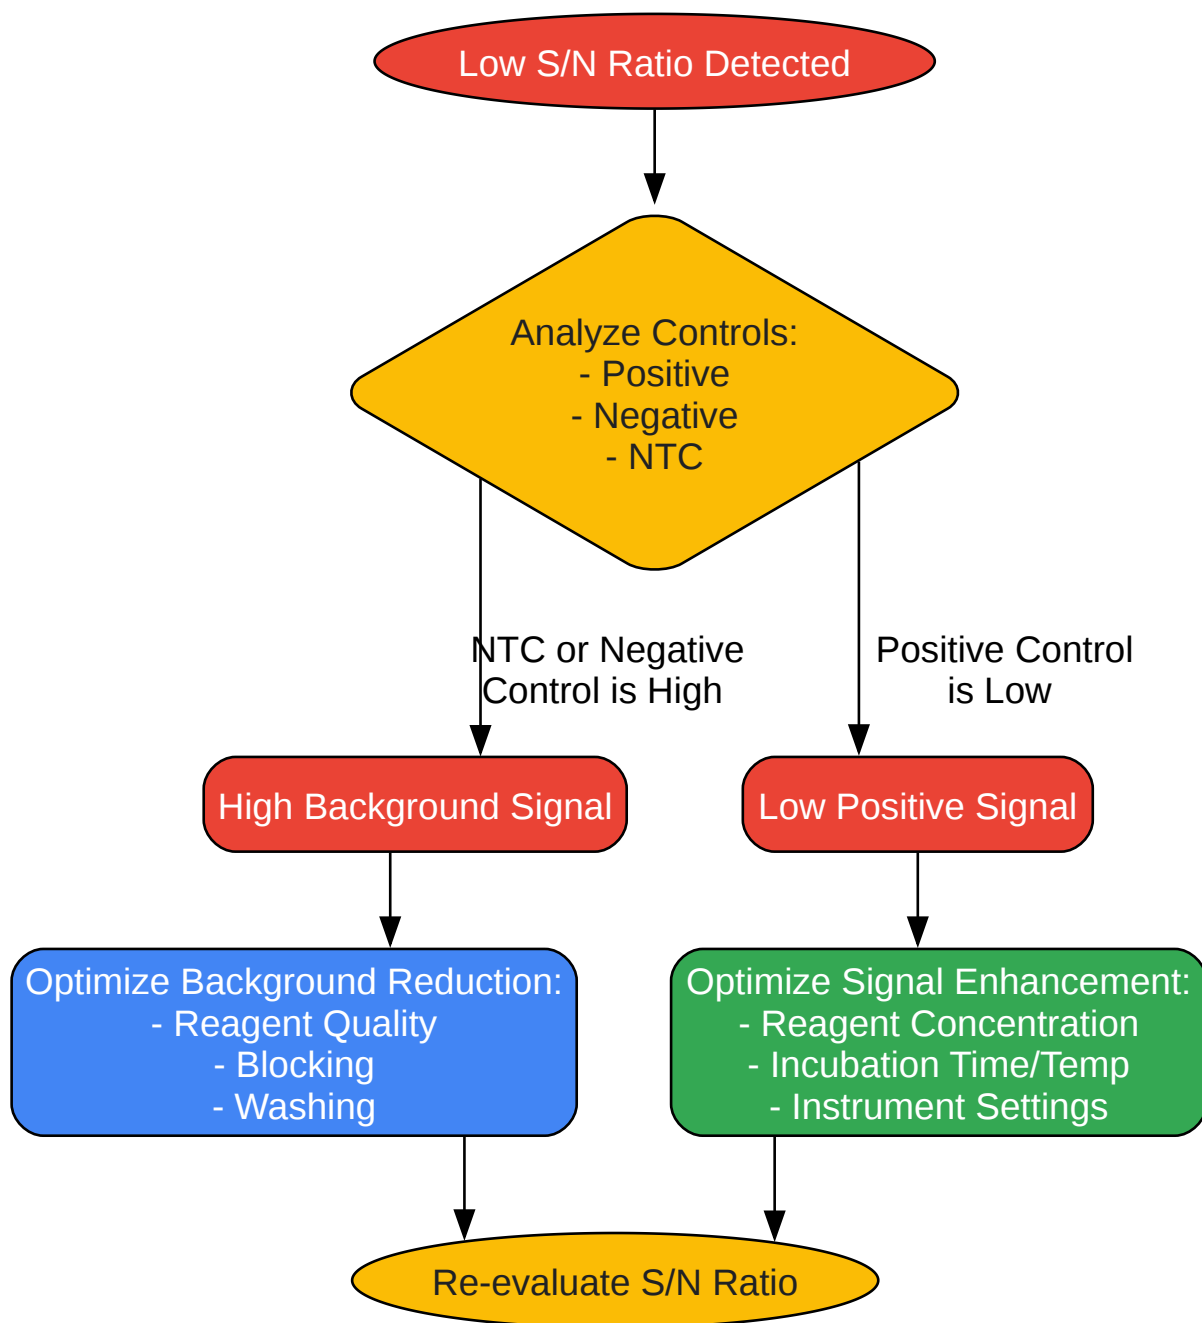 Low S/N Ratio Detected
Analyze Controls:
- Positive
- Negative
- NTC
NTC or Negative
Control is High
Positive Control
is Low
High Background Signal
Low Positive Signal
Optimize Background Reduction:
- Reagent Quality
- Blocking
- Washing
Optimize Signal Enhancement:
- Reagent Concentration
- Incubation Time/Temp
- Instrument Settings
Re-evaluate S/N Ratio